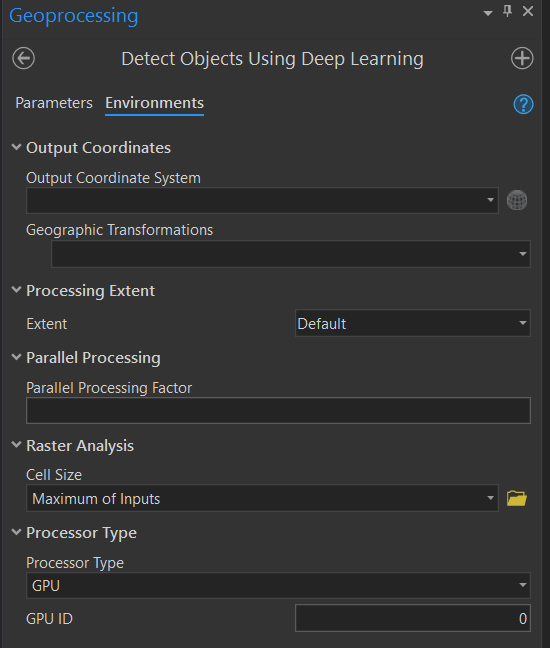 Geoprocessing
Detect Objects Using Deep Learning
Parameters Environments
Output Coordinates
Output Coordinate System
Geographic Transformations
Processing Extent
Extent Default
Parallel Processing
Parallel Processing Factor
Raster Analysis
Cell Size
Maximum of Inputs
Processor Type
Processor Type
GPU
GPU ID 0